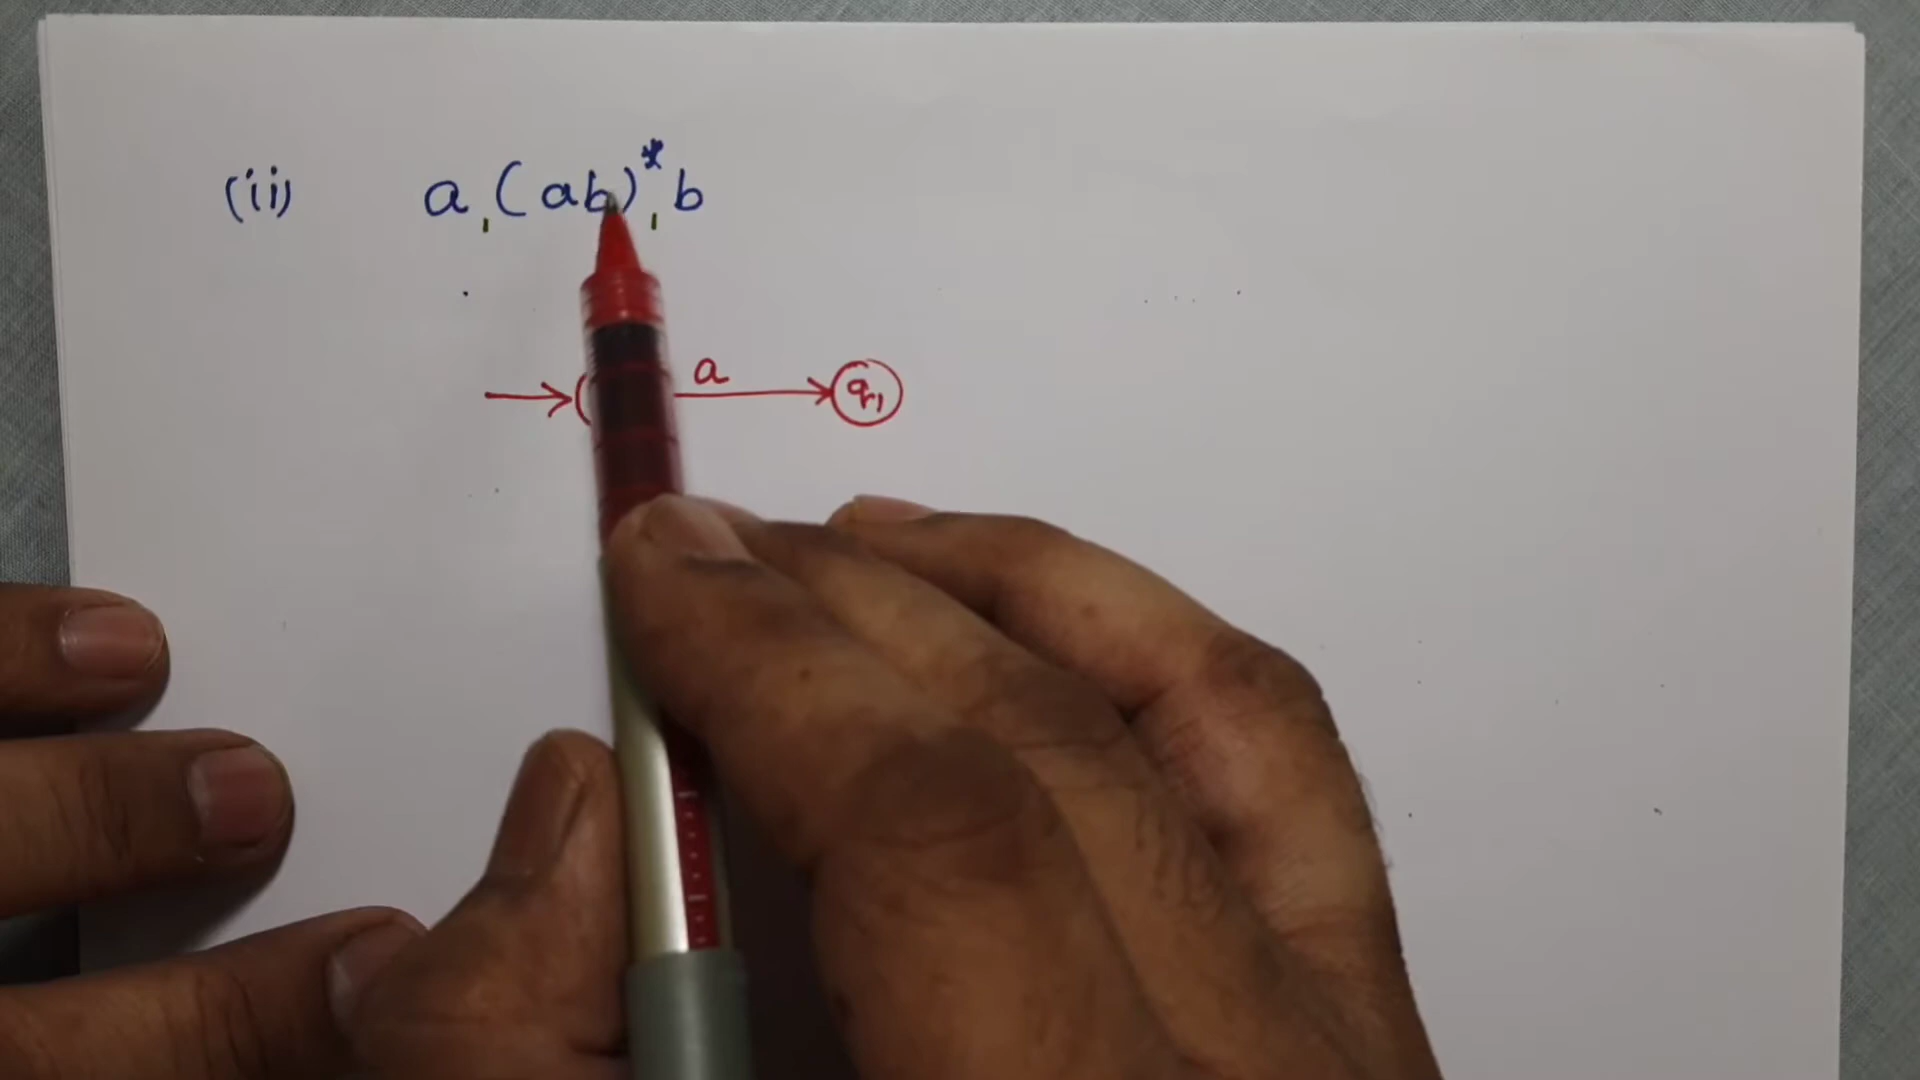 (ii) a (ab)* b
a
q₁